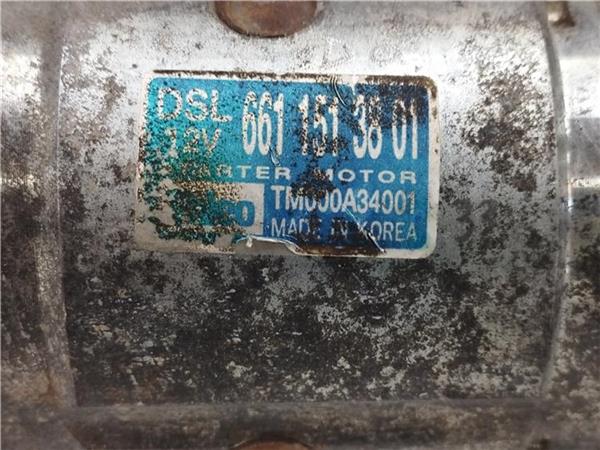 DSL 661 151 38 01
12V
STARTER MOTOR
TM000A34001
MADE IN KOREA